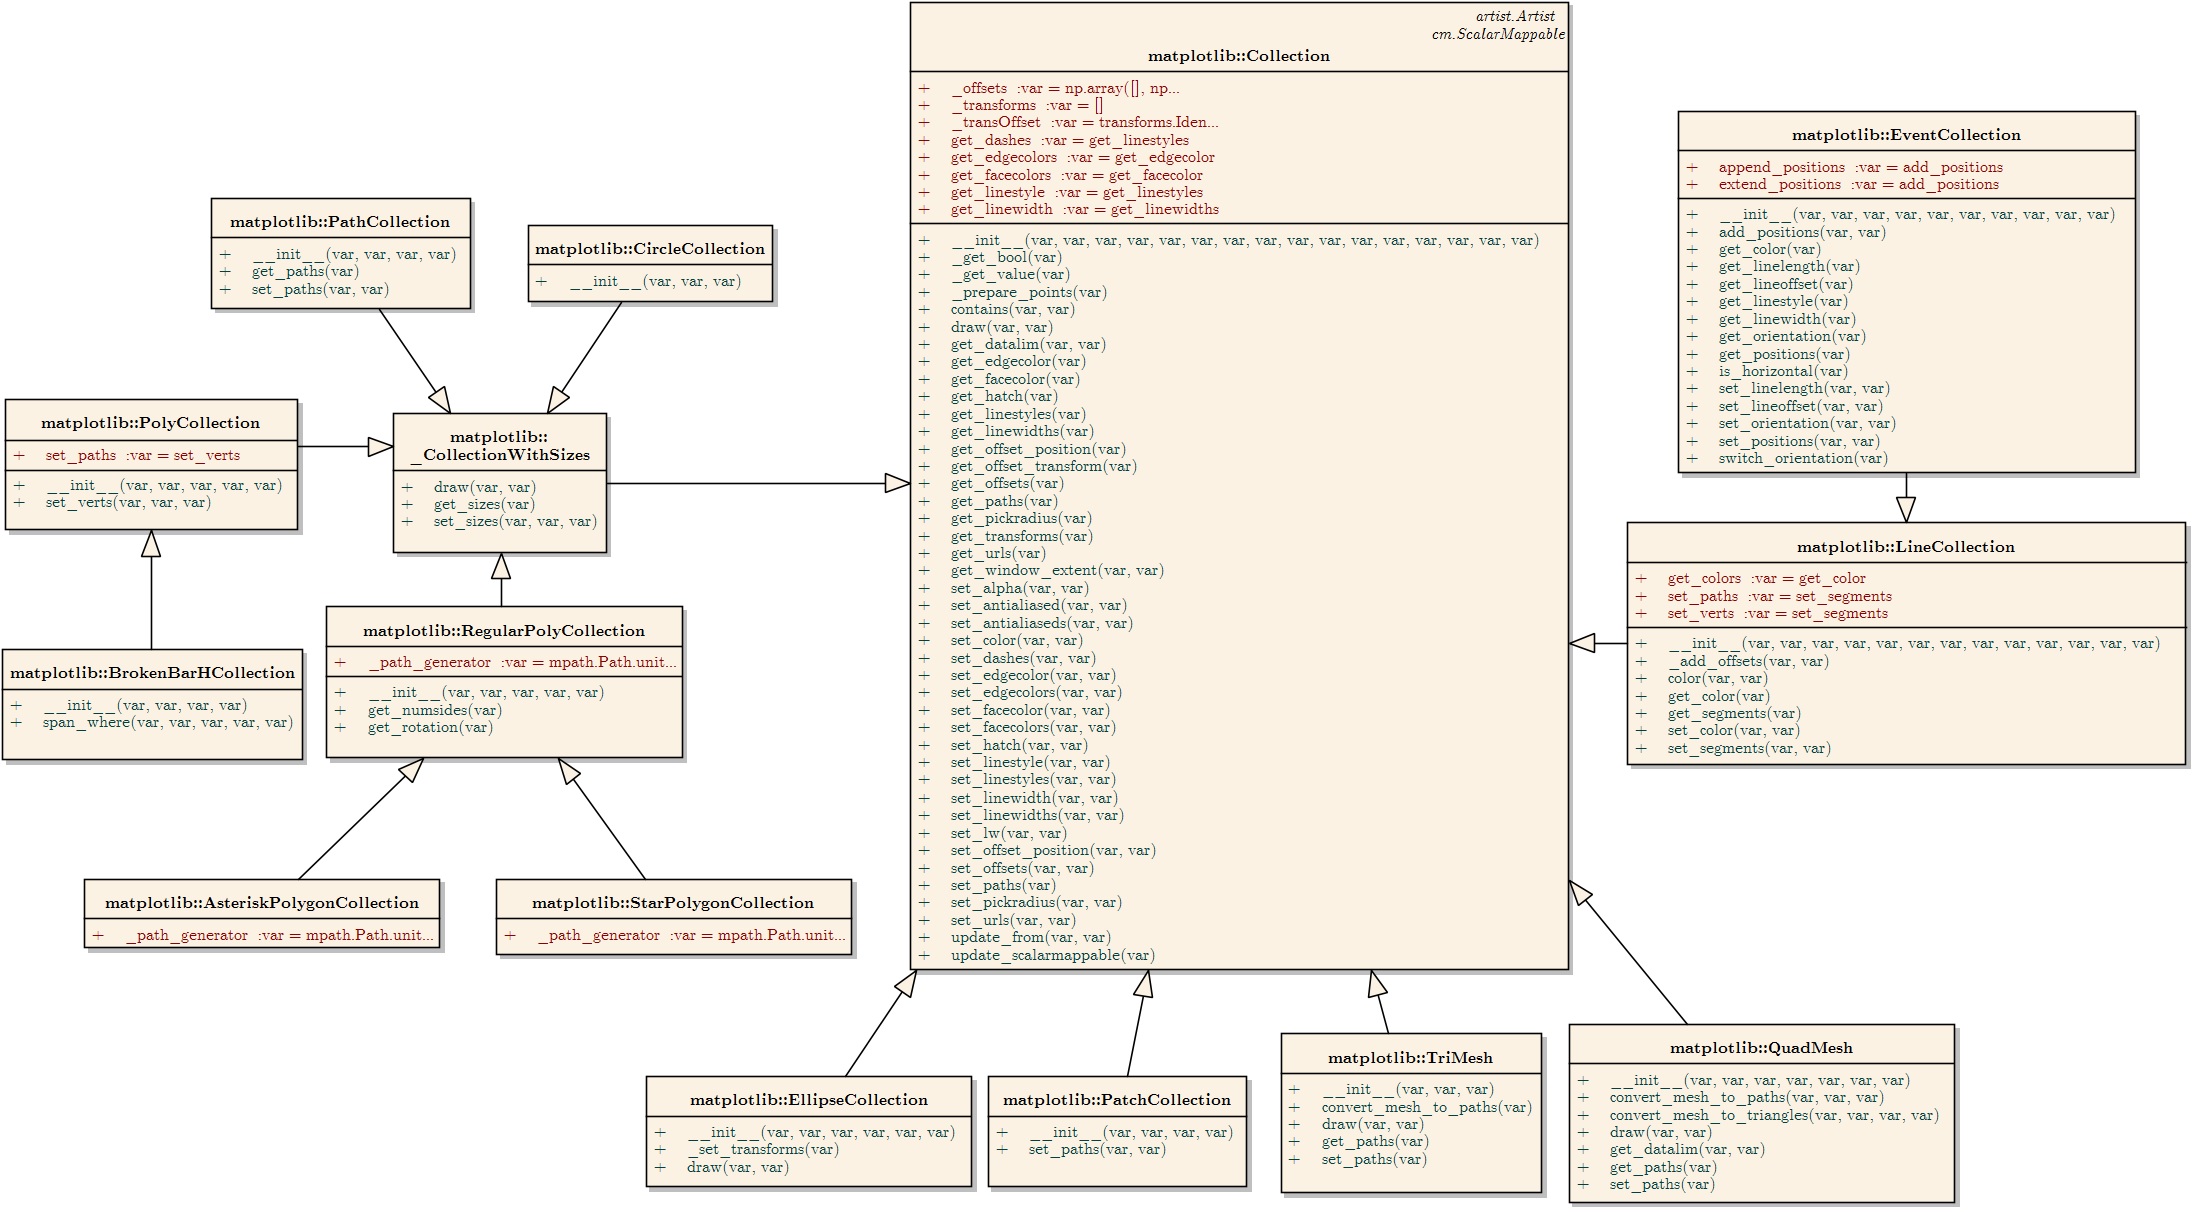 artist.Artist
cm.ScalarMappable
matplotlib::Collection
+ _offsets :var = np.array([], np...
+ _transforms :var = []
+ _transOffset :var = transforms.Iden...
+ get_dashes :var = get_linestyles
+ get_edgecolors :var = get_edgecolor
+ get_facecolors :var = get_facecolor
+ get_linestyle :var = get_linestyles
+ get_linewidth :var = get_linewidths
+ __init__(var, var, var, var, var, var, var, var, var, var, var, var, var, var, var, var)
+ _get_bool(var)
+ _get_value(var)
+ _prepare_points(var)
+ contains(var, var)
+ draw(var, var)
+ get_datalim(var, var)
+ get_edgecolor(var)
+ get_facecolor(var)
+ get_hatch(var)
+ get_linestyles(var)
+ get_linewidths(var)
+ get_offset_position(var)
+ get_offset_transform(var)
+ get_offsets(var)
+ get_paths(var)
+ get_pickradius(var)
+ get_transforms(var)
+ get_urls(var)
+ get_window_extent(var, var)
+ set_alpha(var, var)
+ set_antialiased(var, var)
+ set_antialiaseds(var, var)
+ set_color(var, var)
+ set_dashes(var, var)
+ set_edgecolor(var, var)
+ set_edgecolors(var, var)
+ set_facecolor(var, var)
+ set_facecolors(var, var)
+ set_hatch(var, var)
+ set_linestyle(var, var)
+ set_linestyles(var, var)
+ set_linewidth(var, var)
+ set_linewidths(var, var)
+ set_lw(var, var)
+ set_offset_position(var, var)
+ set_offsets(var, var)
+ set_paths(var)
+ set_pickradius(var, var)
+ set_urls(var, var)
+ update_from(var, var)
+ update_scalarmappable(var)
matplotlib::EventCollection
+ append_positions :var = add_positions
+ extend_positions :var = add_positions
+ __init__(var, var, var, var, var, var, var, var, var, var)
+ add_positions(var, var)
+ get_color(var)
+ get_linelength(var)
+ get_lineoffset(var)
+ get_linestyle(var)
+ get_linewidth(var)
+ get_orientation(var)
+ get_positions(var)
+ is_horizontal(var)
+ set_linelength(var, var)
+ set_lineoffset(var, var)
+ set_orientation(var, var)
+ set_positions(var, var)
+ switch_orientation(var)
matplotlib::PathCollection
+ __init__(var, var, var, var)
+ get_paths(var)
+ set_paths(var, var)
matplotlib::CircleCollection
+ __init__(var, var, var)
matplotlib::PolyCollection
+ set_paths :var = set_verts
+ __init__(var, var, var, var, var)
+ set_verts(var, var, var)
matplotlib::
_CollectionWithSizes
+ draw(var, var)
+ get_sizes(var)
+ set_sizes(var, var, var)
matplotlib::LineCollection
+ get_colors :var = get_color
+ set_paths :var = set_segments
+ set_verts :var = set_segments
+ __init__(var, var, var, var, var, var, var, var, var, var, var, var, var)
+ _add_offsets(var, var)
+ color(var, var)
+ get_color(var)
+ get_segments(var)
+ set_color(var, var)
+ set_segments(var, var)
matplotlib::BrokenBarHCollection
+ __init__(var, var, var, var)
+ span_where(var, var, var, var, var)
matplotlib::RegularPolyCollection
+ _path_generator :var = mpath.Path.unit...
+ __init__(var, var, var, var, var)
+ get_numsides(var)
+ get_rotation(var)
matplotlib::AsteriskPolygonCollection
+ _path_generator :var = mpath.Path.unit...
matplotlib::StarPolygonCollection
+ _path_generator :var = mpath.Path.unit...
matplotlib::EllipseCollection
+ __init__(var, var, var, var, var, var)
+ _set_transforms(var)
+ draw(var, var)
matplotlib::PatchCollection
+ __init__(var, var, var, var)
+ set_paths(var, var)
matplotlib::TriMesh
+ __init__(var, var, var)
+ convert_mesh_to_paths(var)
+ draw(var, var)
+ get_paths(var)
+ set_paths(var)
matplotlib::QuadMesh
+ __init__(var, var, var, var, var, var, var)
+ convert_mesh_to_paths(var, var, var)
+ convert_mesh_to_triangles(var, var, var, var)
+ draw(var, var)
+ get_datalim(var, var)
+ get_paths(var)
+ set_paths(var)